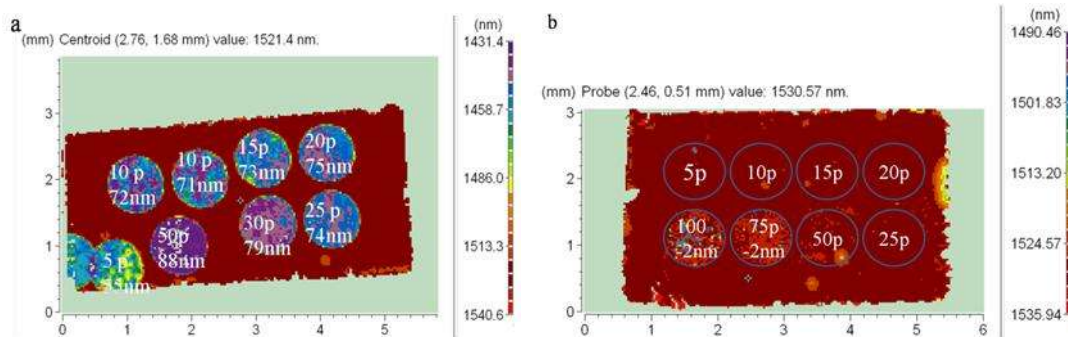 a
(nm)
(mm) Centroid (2.76, 1.68 mm) value: 1521.4 nm.
1431.4
1458.7
1486.0
1513.3
1540.6
3
2
1
0
0 1 2 3 4 5
10 p
72nm
10 p
71nm
15p
73nm
20p
75nm
5 p
50p
88nm
30p
79nm
25 p
74nm
b
(nm)
(mm) Probe (2.46, 0.51 mm) value: 1530.57 nm.
1490.46
1501.83
1513.20
1524.57
1535.94
3
2
1
0
0 1 2 3 4 5 6
5p
10p
15p
20p
100
-2nm
75p
-2nm
50p
25p